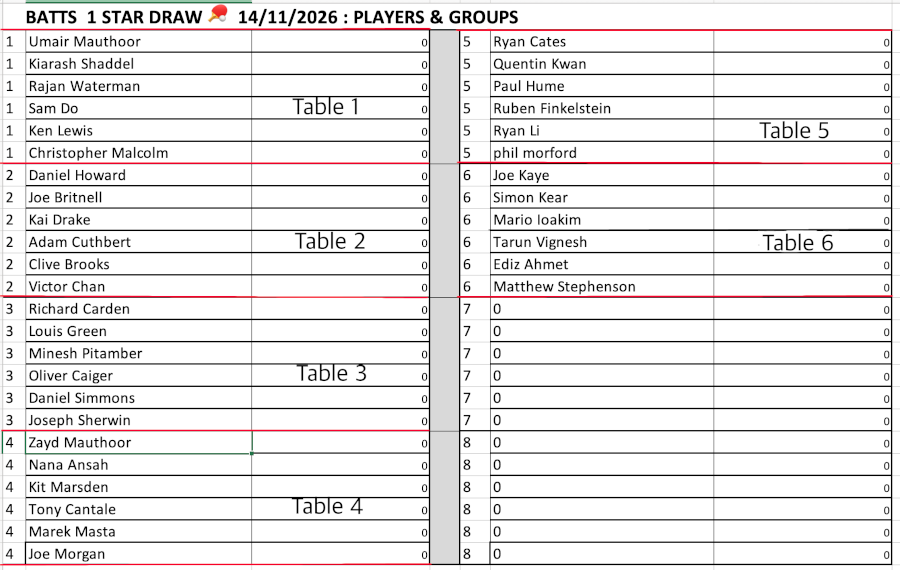 BATTS 1 STAR DRAW 🏓 14/11/2026 : PLAYERS & GROUPS
1 Umair Mauthoor 0
1 Kiarash Shaddel 0
1 Rajan Waterman 0
1 Sam Do Table 1 0
1 Ken Lewis 0
1 Christopher Malcolm 0
2 Daniel Howard 0
2 Joe Britnell 0
2 Kai Drake 0
2 Adam Cuthbert Table 2 0
2 Clive Brooks 0
2 Victor Chan 0
3 Richard Carden 0
3 Louis Green 0
3 Minesh Pitamber 0
3 Oliver Caiger Table 3 0
3 Daniel Simmons 0
3 Joseph Sherwin 0
4 Zayd Mauthoor 0
4 Nana Ansah 0
4 Kit Marsden 0
4 Tony Cantale Table 4 0
4 Marek Masta 0
4 Joe Morgan 0
5 Ryan Cates 0
5 Quentin Kwan 0
5 Paul Hume 0
5 Ruben Finkelstein 0
5 Ryan Li Table 5 0
5 phil morford 0
6 Joe Kaye 0
6 Simon Kear 0
6 Mario Ioakim 0
6 Tarun Vignesh Table 6 0
6 Ediz Ahmet 0
6 Matthew Stephenson 0
7 0 0
7 0 0
7 0 0
7 0 0
7 0 0
7 0 0
8 0 0
8 0 0
8 0 0
8 0 0
8 0 0
8 0 0